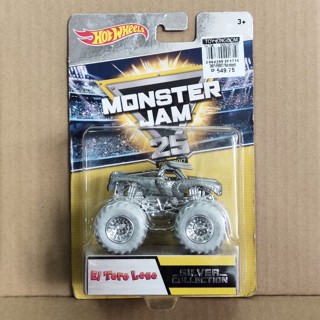 Hot Wheels
3+
MONSTER
JAM
25
El Toro Loco
SILVER
COLLECTION